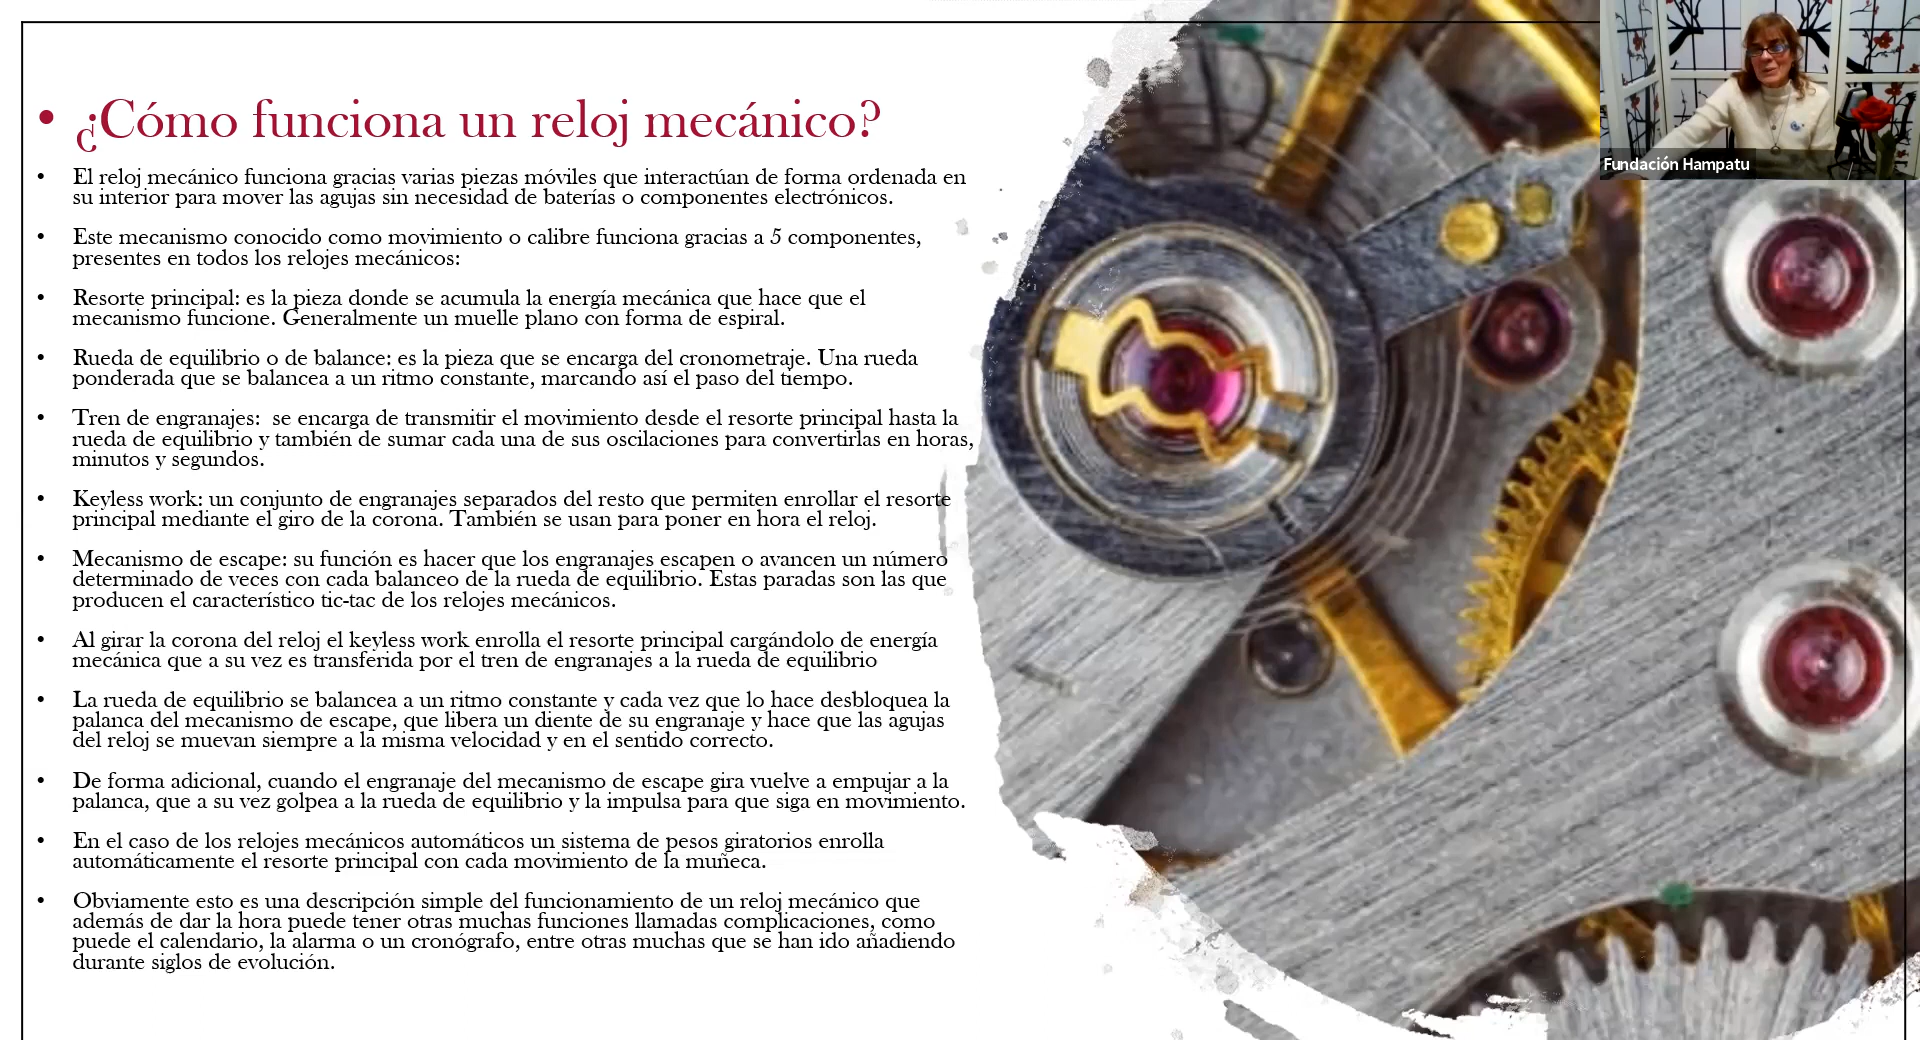 • ¿Cómo funciona un reloj mecánico?
• El reloj mecánico funciona gracias varias piezas móviles que interactúan de forma ordenada en
su interior para mover las agujas sin necesidad de baterías o componentes electrónicos.
• Este mecanismo conocido como movimiento o calibre funciona gracias a 5 componentes,
presentes en todos los relojes mecánicos:
• Resorte principal: es la pieza donde se acumula la energía mecánica que hace que el
mecanismo funcione. Generalmente un muelle plano con forma de espiral.
• Rueda de equilibrio o de balance: es la pieza que se encarga del cronometraje. Una rueda
ponderada que se balancea a un ritmo constante, marcando así el paso del tiempo.
• Tren de engranajes:  se encarga de transmitir el movimiento desde el resorte principal hasta la
rueda de equilibrio y también de sumar cada una de sus oscilaciones para convertirlas en horas,
minutos y segundos.
• Keyless work: un conjunto de engranajes separados del resto que permiten enrollar el resorte
principal mediante el giro de la corona. También se usan para poner en hora el reloj.
• Mecanismo de escape: su función es hacer que los engranajes escapen o avancen un número
determinado de veces con cada balanceo de la rueda de equilibrio. Estas paradas son las que
producen el característico tic-tac de los relojes mecánicos.
• Al girar la corona del reloj el keyless work enrolla el resorte principal cargándolo de energía
mecánica que a su vez es transferida por el tren de engranajes a la rueda de equilibrio
• La rueda de equilibrio se balancea a un ritmo constante y cada vez que lo hace desbloquea la
palanca del mecanismo de escape, que libera un diente de su engranaje y hace que las agujas
del reloj se muevan siempre a la misma velocidad y en el sentido correcto.
• De forma adicional, cuando el engranaje del mecanismo de escape gira vuelve a empujar a la
palanca, que a su vez golpea a la rueda de equilibrio y la impulsa para que siga en movimiento.
• En el caso de los relojes mecánicos automáticos un sistema de pesos giratorios enrolla
automáticamente el resorte principal con cada movimiento de la muñeca.
• Obviamente esto es una descripción simple del funcionamiento de un reloj mecánico que
además de dar la hora puede tener otras muchas funciones llamadas complicaciones, como
puede el calendario, la alarma o un cronógrafo, entre otras muchas que se han ido añadiendo
durante siglos de evolución.
Fundación Hampatu